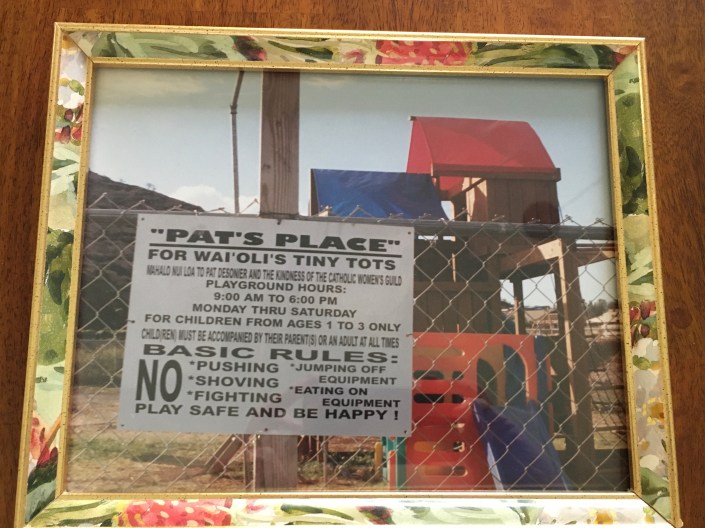 "PAT'S PLACE"
FOR WAI'OLI'S TINY TOTS
MAHALO NUI LOA TO PAT DESONIER AND THE KINDNESS OF THE CATHOLIC WOMEN'S GUILD
PLAYGROUND HOURS:
9:00 AM TO 6:00 PM
MONDAY THRU SATURDAY
FOR CHILDREN FROM AGES 1 TO 3 ONLY
CHILD(REN) MUST BE ACCOMPANIED BY THEIR PARENT(S) OR AN ADULT AT ALL TIMES
BASIC RULES:
NO
*PUSHING
*SHOVING
*FIGHTING
*JUMPING OFF
EQUIPMENT
*EATING ON
EQUIPMENT
PLAY SAFE AND BE HAPPY !